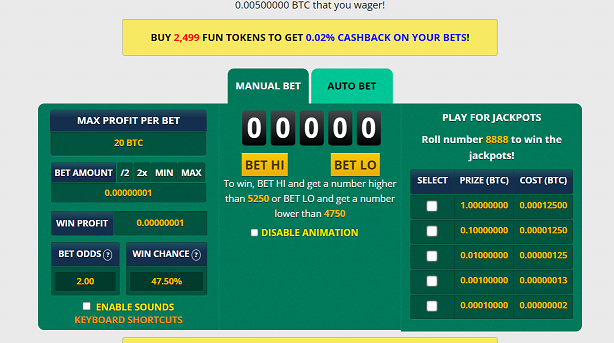 0.00500000 BTC that you wager!
BUY 2,499 FUN TOKENS TO GET 0.02% CASHBACK ON YOUR BETS!
MANUAL BET
AUTO BET
MAX PROFIT PER BET
20 BTC
BET AMOUNT /2 2x MIN MAX
0.00000001
WIN PROFIT
0.00000001
BET ODDS ?
WIN CHANCE ?
2.00
47.50%
ENABLE SOUNDS
KEYBOARD SHORTCUTS
0 0 0 0 0
BET HI
BET LO
To win, BET HI and get a number higher
than 5250 or BET LO and get a number
lower than 4750
DISABLE ANIMATION
PLAY FOR JACKPOTS
Roll number 8888 to win the
jackpots!
SELECT PRIZE (BTC) COST (BTC)
1.00000000 0.00012500
0.10000000 0.00001250
0.01000000 0.00000125
0.00100000 0.00000013
0.00010000 0.00000002